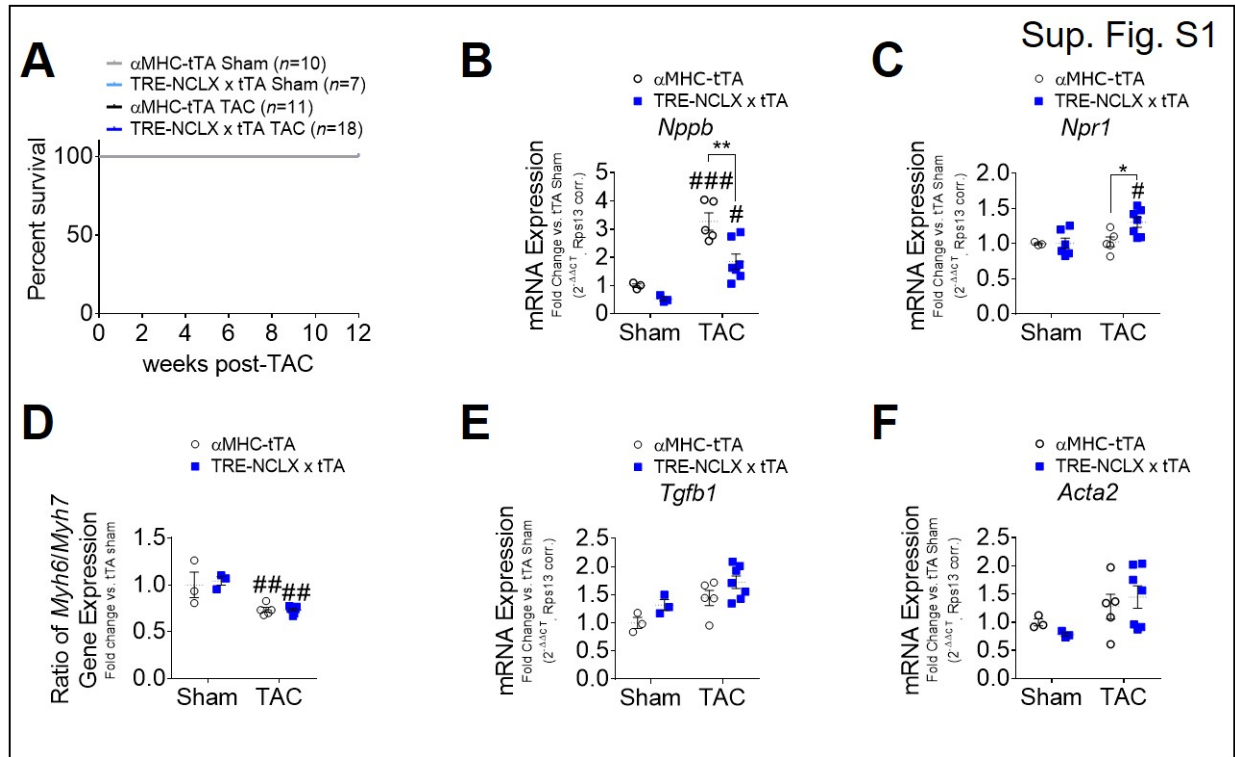 Sup. Fig. S1
A
αMHC-tTA Sham (n=10)
TRE-NCLX x tTA Sham (n=7)
αMHC-tTA TAC (n=11)
TRE-NCLX x tTA TAC (n=18)
Percent survival
100
50
0
0 2 4 6 8 10 12
weeks post-TAC
B
αMHC-tTA
TRE-NCLX x tTA
Nppb
mRNA Expression
Fold Change vs. tTA Sham
(2^-ΔΔCT, Rps13 corr.)
5
4
3
2
1
0
**
###
#
Sham TAC
C
αMHC-tTA
TRE-NCLX x tTA
Npr1
mRNA Expression
Fold Change vs. tTA Sham
(2^-ΔΔCT, Rps13 corr.)
2.0
1.5
1.0
0.5
0.0
*
#
Sham TAC
D
αMHC-tTA
TRE-NCLX x tTA
Ratio of Myh6/Myh7
Gene Expression
Fold change vs. tTA sham
1.5
1.0
0.5
0.0
## ##
Sham TAC
E
αMHC-tTA
TRE-NCLX x tTA
Tgfb1
mRNA Expression
Fold Change vs. tTA Sham
(2^-ΔΔCT, Rps13 corr.)
2.5
2.0
1.5
1.0
0.5
0.0
Sham TAC
F
αMHC-tTA
TRE-NCLX x tTA
Acta2
mRNA Expression
Fold Change vs. tTA Sham
(2^-ΔΔCT, Rps13 corr.)
2.5
2.0
1.5
1.0
0.5
0.0
Sham TAC